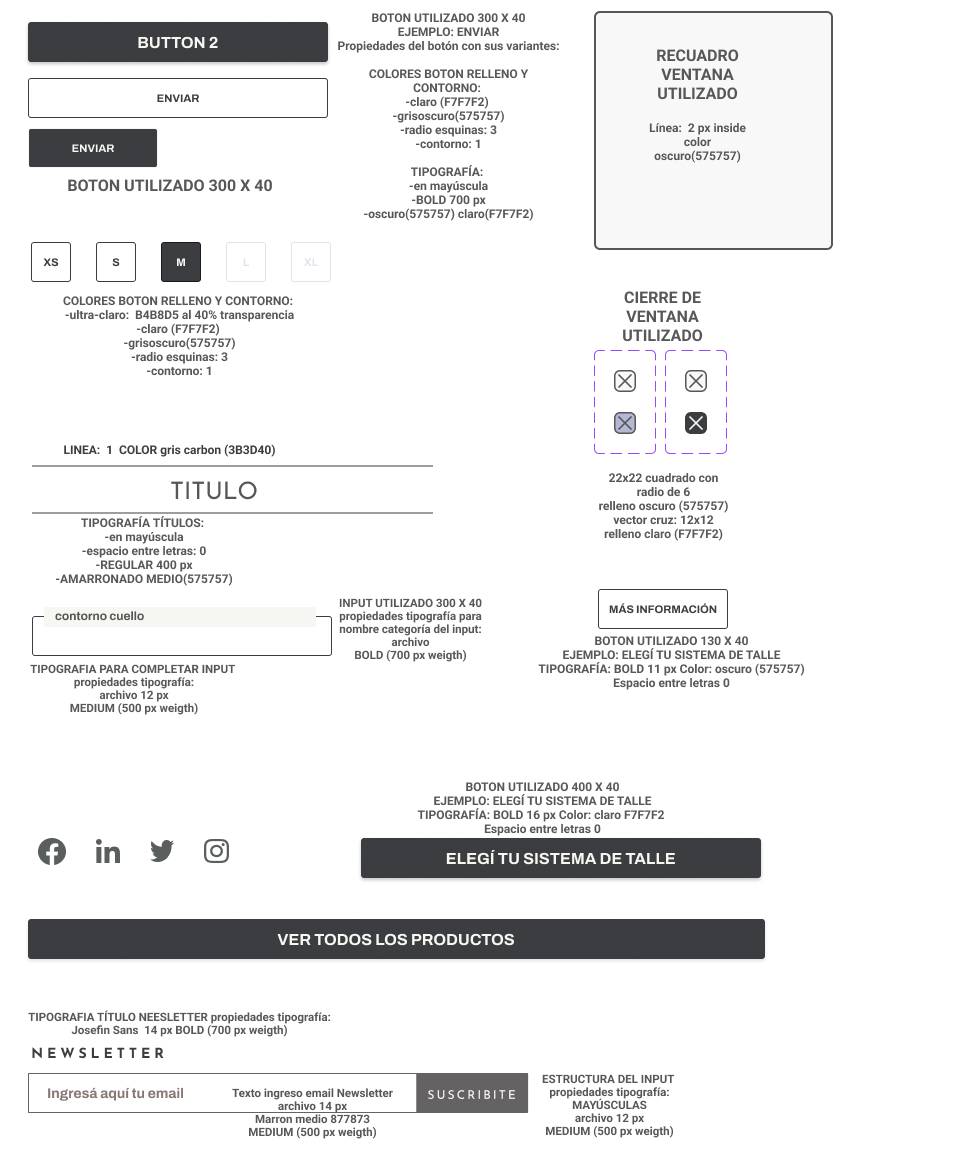 BUTTON 2
ENVIAR
ENVIAR
BOTON UTILIZADO 300 X 40
BOTON UTILIZADO 300 X 40
EJEMPLO: ENVIAR
Propiedades del botón con sus variantes:
COLORES BOTON RELLENO Y
CONTORNO:
-claro (F7F7F2)
-grisoscuro(575757)
-radio esquinas: 3
-contorno: 1
TIPOGRAFÍA:
-en mayúscula
-BOLD 700 px
-oscuro(575757) claro(F7F7F2)
RECUADRO
VENTANA
UTILIZADO
Línea: 2 px inside
color
oscuro(575757)
XS
S
M
L
XL
COLORES BOTON RELLENO Y CONTORNO:
-ultra-claro: B4B8D5 al 40% transparencia
-claro (F7F7F2)
-grisoscuro(575757)
-radio esquinas: 3
-contorno: 1
CIERRE DE
VENTANA
UTILIZADO
22x22 cuadrado con
radio de 6
relleno oscuro (575757)
vector cruz: 12x12
relleno claro (F7F7F2)
LINEA: 1 COLOR gris carbon (3B3D40)
TITULO
TIPOGRAFÍA TÍTULOS:
-en mayúscula
-espacio entre letras: 0
-REGULAR 400 px
-AMARRONADO MEDIO(575757)
contorno cuello
INPUT UTILIZADO 300 X 40
propiedades tipografía para
nombre categoría del input:
archivo
BOLD (700 px weigth)
TIPOGRAFIA PARA COMPLETAR INPUT
propiedades tipografía:
archivo 12 px
MEDIUM (500 px weigth)
MÁS INFORMACIÓN
BOTON UTILIZADO 130 X 40
EJEMPLO: ELEGÍ TU SISTEMA DE TALLE
TIPOGRAFÍA: BOLD 11 px Color: oscuro (575757)
Espacio entre letras 0
BOTON UTILIZADO 400 X 40
EJEMPLO: ELEGÍ TU SISTEMA DE TALLE
TIPOGRAFÍA: BOLD 16 px Color: claro F7F7F2
Espacio entre letras 0
ELEGÍ TU SISTEMA DE TALLE
VER TODOS LOS PRODUCTOS
TIPOGRAFIA TÍTULO NEESLETTER propiedades tipografía:
Josefin Sans 14 px BOLD (700 px weigth)
NEWSLETTER
Ingresá aquí tu email
Texto ingreso email Newsletter
archivo 14 px
Marron medio 877873
MEDIUM (500 px weigth)
SUSCRIBITE
ESTRUCTURA DEL INPUT
propiedades tipografía:
MAYÚSCULAS
archivo 12 px
MEDIUM (500 px weigth)